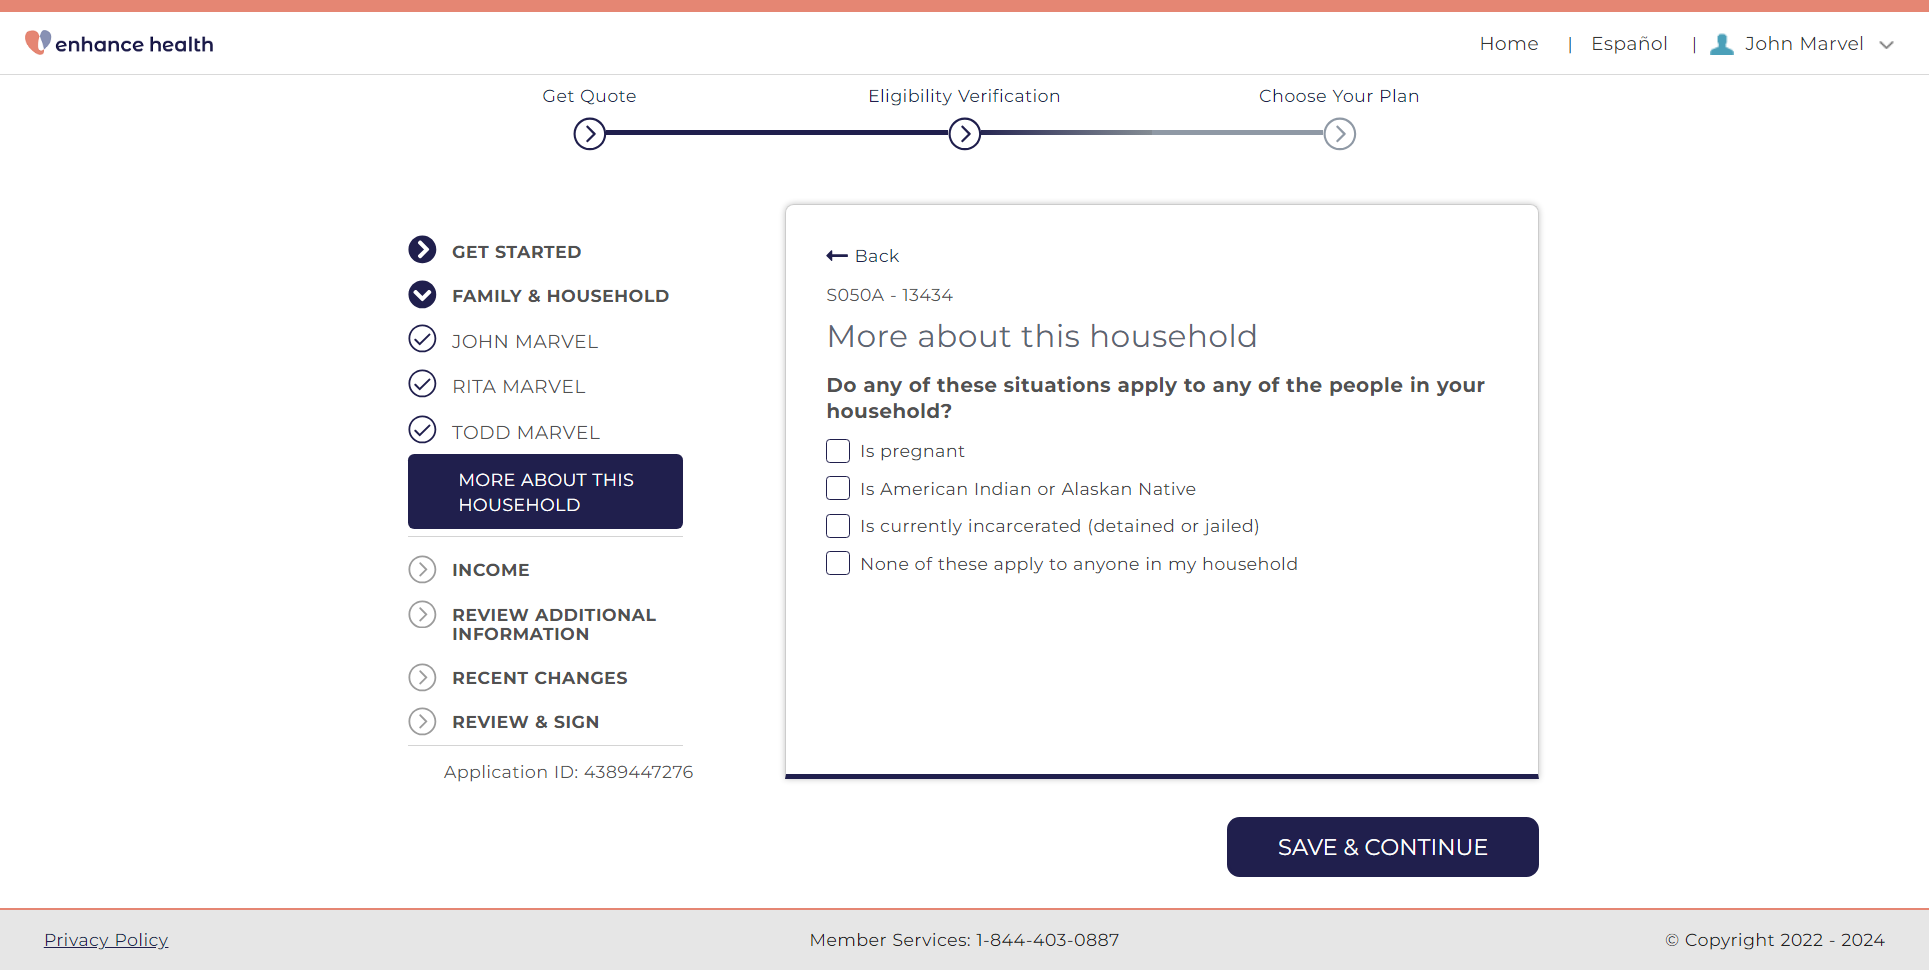 enhance health
Home | Español | John Marvel
Get Quote
Eligibility Verification
Choose Your Plan
GET STARTED
FAMILY & HOUSEHOLD
JOHN MARVEL
RITA MARVEL
TODD MARVEL
MORE ABOUT THIS
HOUSEHOLD
INCOME
REVIEW ADDITIONAL
INFORMATION
RECENT CHANGES
REVIEW & SIGN
Application ID: 4389447276
Back
S050A - 13434
More about this household
Do any of these situations apply to any of the people in your
household?
Is pregnant
Is American Indian or Alaskan Native
Is currently incarcerated (detained or jailed)
None of these apply to anyone in my household
SAVE & CONTINUE
Privacy Policy
Member Services: 1-844-403-0887
© Copyright 2022 - 2024